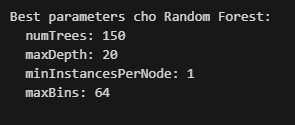 Best parameters cho Random Forest:
numTrees: 150
maxDepth: 20
minInstancesPerNode: 1
maxBins: 64